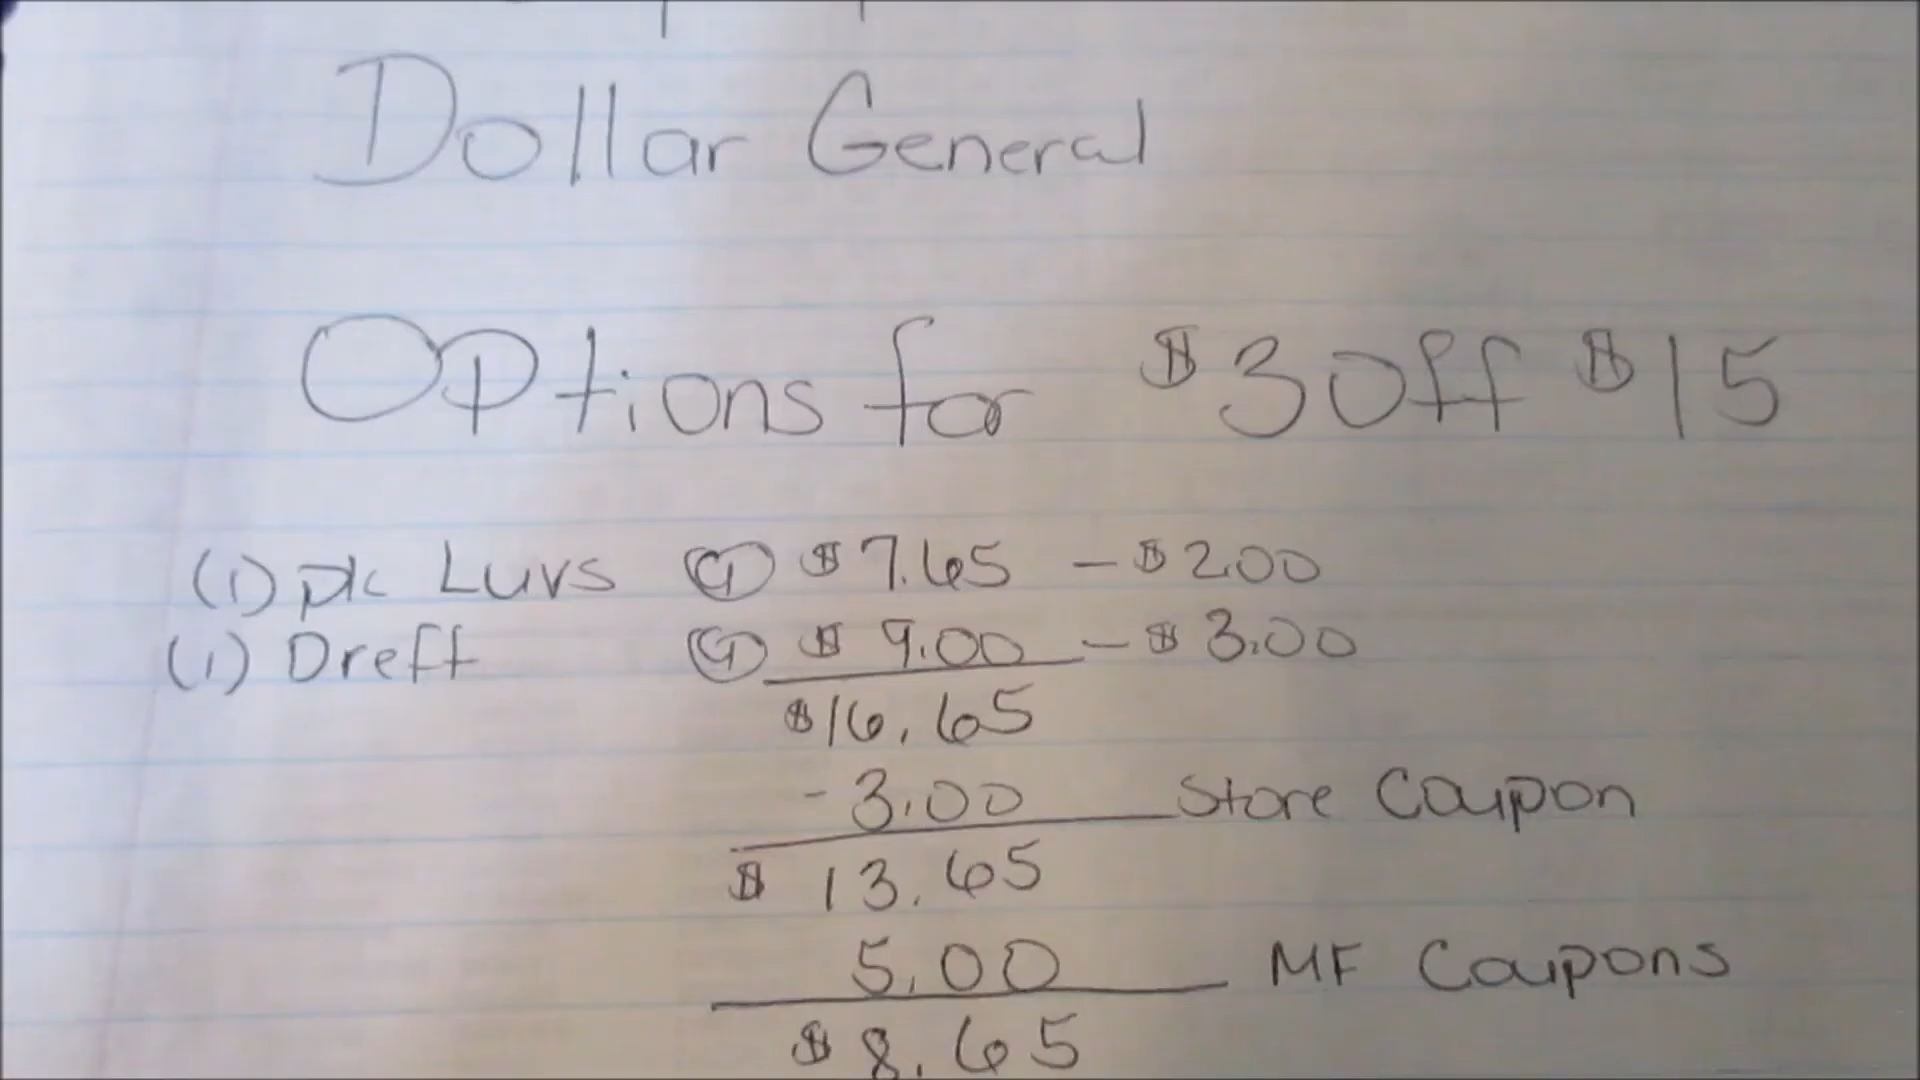 Dollar General
Options for $3 Off $15
(1) pk Luvs @ $7.65 - $2.00
(1) Dreft @ $9.00 - $3.00
$16.65
- 3.00 Store Coupon
$13.65
5.00 MF Coupons
$8.65